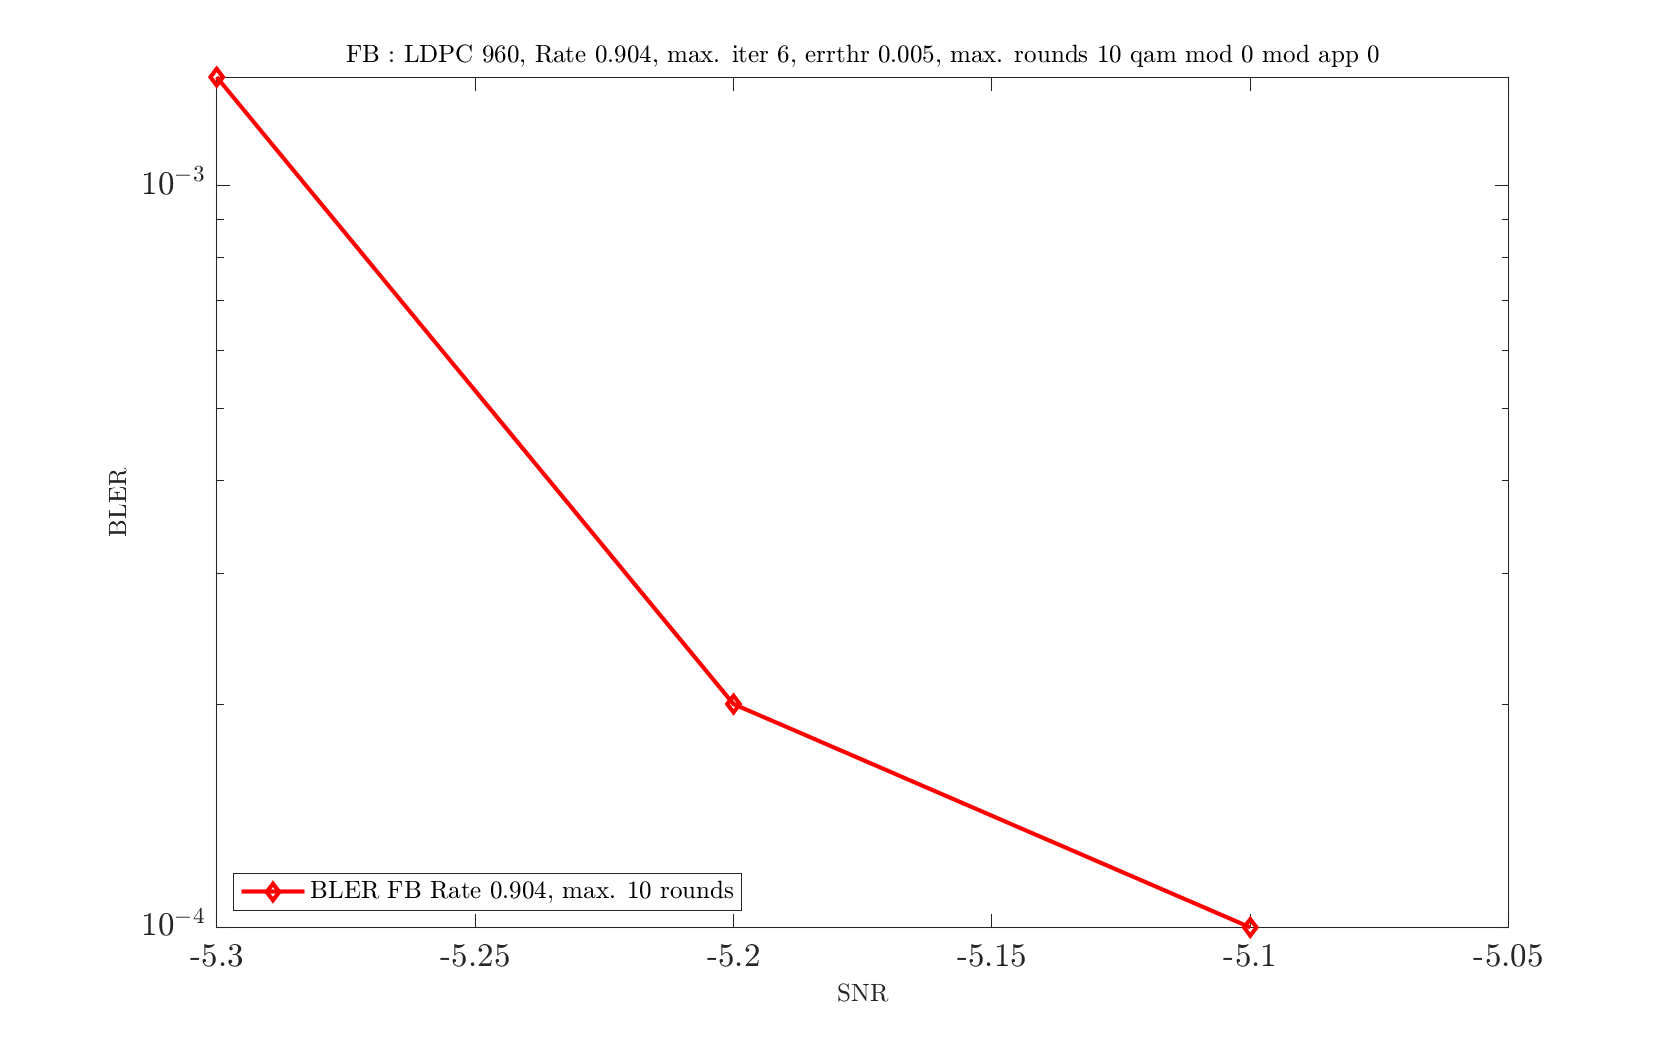 FB : LDPC 960, Rate 0.904, max. iter 6, errthr 0.005, max. rounds 10 qam mod 0 mod app 0
10⁻³
BLER
BLER FB Rate 0.904, max. 10 rounds
10⁻⁴
-5.3 -5.25 -5.2 -5.15 -5.1 -5.05
SNR